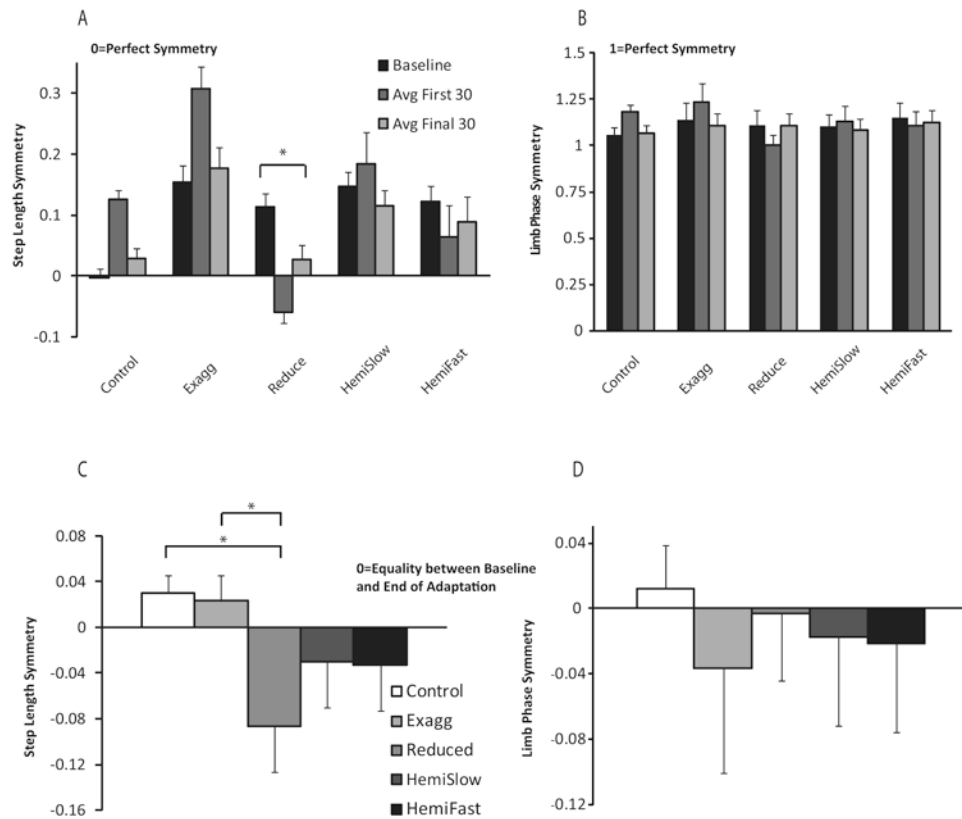 A
0=Perfect Symmetry
Baseline
Avg First 30
Avg Final 30
Step Length Symmetry
0.3
0.2
0.1
0
-0.1
*
Control
Exagg
Reduce
HemiSlow
HemiFast
B
1=Perfect Symmetry
Limb Phase Symmetry
1.5
1.25
1
0.75
0.5
0.25
0
Control
Exagg
Reduce
HemiSlow
HemiFast
C
Step Length Symmetry
0.08
0.04
0
-0.04
-0.08
-0.12
-0.16
*
*
0=Equality between Baseline
and End of Adaptation
Control
Exagg
Reduced
HemiSlow
HemiFast
D
Limb Phase Symmetry
0.04
0
-0.04
-0.08
-0.12